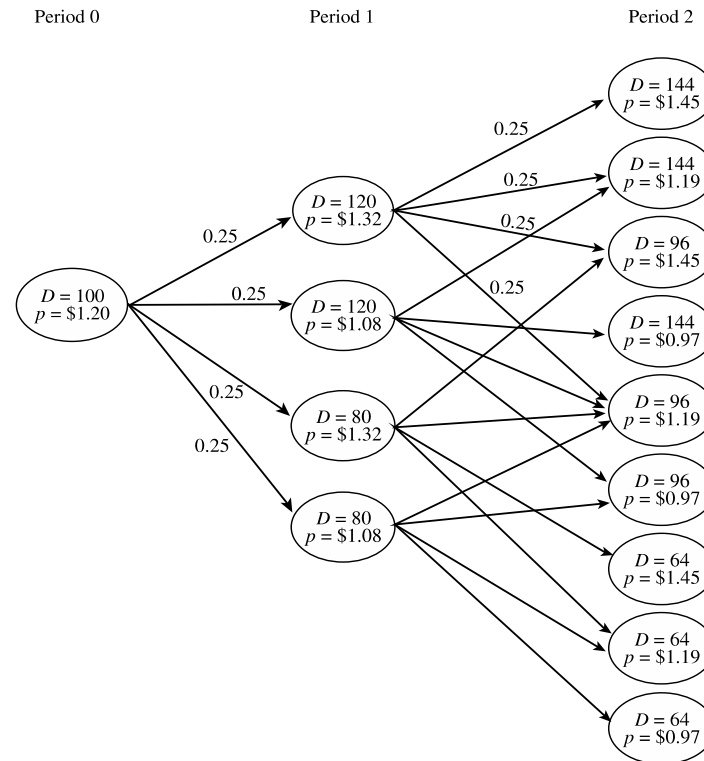 Period 0
Period 1
Period 2
D = 100
p = $1.20
0.25
0.25
0.25
0.25
D = 120
p = $1.32
D = 120
p = $1.08
D = 80
p = $1.32
D = 80
p = $1.08
0.25
0.25
0.25
0.25
D = 144
p = $1.45
D = 144
p = $1.19
D = 96
p = $1.45
D = 144
p = $0.97
D = 96
p = $1.19
D = 96
p = $0.97
D = 64
p = $1.45
D = 64
p = $1.19
D = 64
p = $0.97